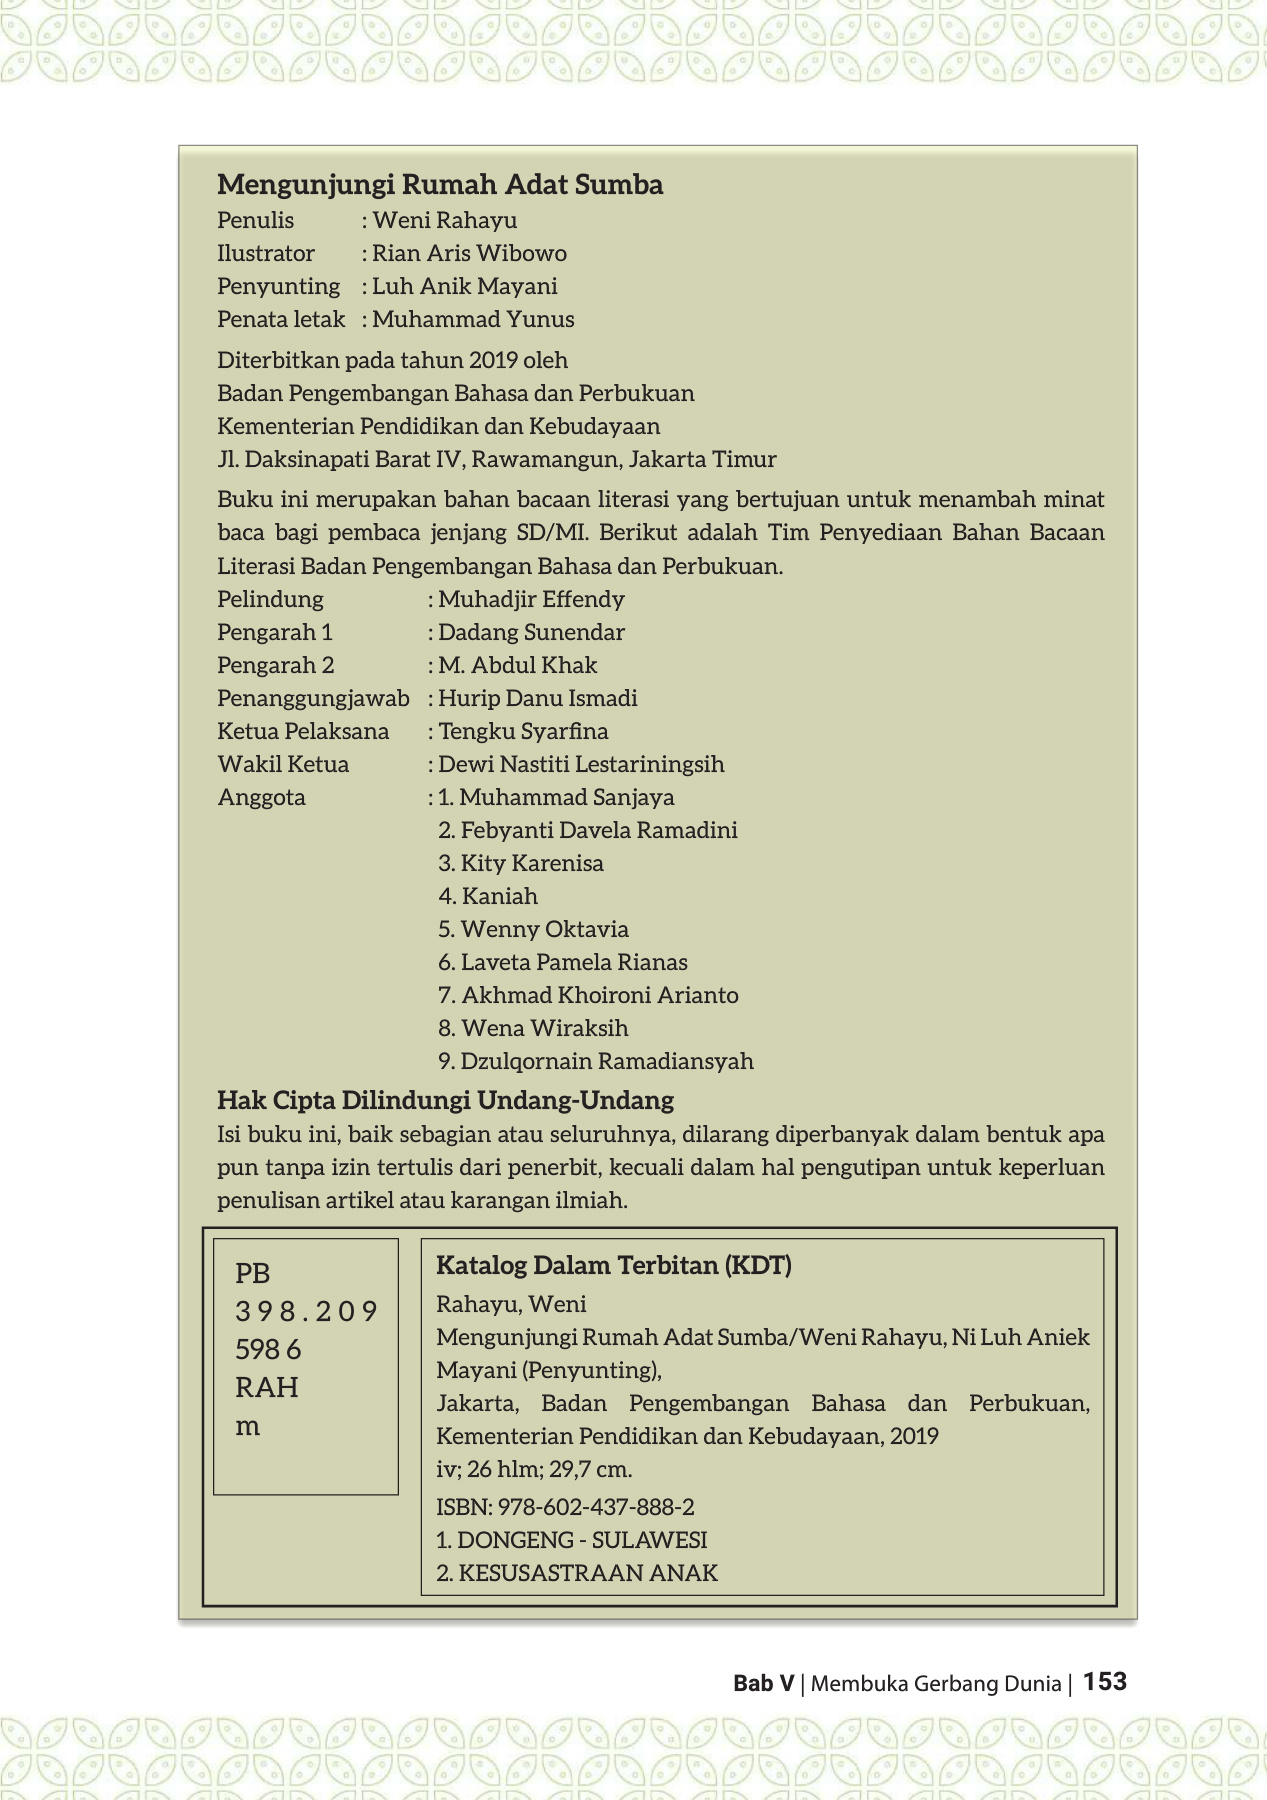 Mengunjungi Rumah Adat Sumba
Penulis : Weni Rahayu
Ilustrator : Rian Aris Wibowo
Penyunting : Luh Anik Mayani
Penata letak : Muhammad Yunus
Diterbitkan pada tahun 2019 oleh
Badan Pengembangan Bahasa dan Perbukuan
Kementerian Pendidikan dan Kebudayaan
Jl. Daksinapati Barat IV, Rawamangun, Jakarta Timur
Buku ini merupakan bahan bacaan literasi yang bertujuan untuk menambah minat
baca bagi pembaca jenjang SD/MI. Berikut adalah Tim Penyediaan Bahan Bacaan
Literasi Badan Pengembangan Bahasa dan Perbukuan.
Pelindung : Muhadjir Effendy
Pengarah 1 : Dadang Sunendar
Pengarah 2 : M. Abdul Khak
Penanggungjawab : Hurip Danu Ismadi
Ketua Pelaksana : Tengku Syarfina
Wakil Ketua : Dewi Nastiti Lestariningsih
Anggota : 1. Muhammad Sanjaya
2. Febyanti Davela Ramadini
3. Kity Karenisa
4. Kaniah
5. Wenny Oktavia
6. Laveta Pamela Rianas
7. Akhmad Khoironi Arianto
8. Wena Wiraksih
9. Dzulqornain Ramadiansyah
Hak Cipta Dilindungi Undang-Undang
Isi buku ini, baik sebagian atau seluruhnya, dilarang diperbanyak dalam bentuk apa
pun tanpa izin tertulis dari penerbit, kecuali dalam hal pengutipan untuk keperluan
penulisan artikel atau karangan ilmiah.
PB
398.209
598 6
RAH
m
Katalog Dalam Terbitan (KDT)
Rahayu, Weni
Mengunjungi Rumah Adat Sumba/Weni Rahayu, Ni Luh Aniek
Mayani (Penyunting),
Jakarta, Badan Pengembangan Bahasa dan Perbukuan,
Kementerian Pendidikan dan Kebudayaan, 2019
iv; 26 hlm; 29,7 cm.
ISBN: 978-602-437-888-2
1. DONGENG - SULAWESI
2. KESUSASTRAAN ANAK
Bab V | Membuka Gerbang Dunia | 153